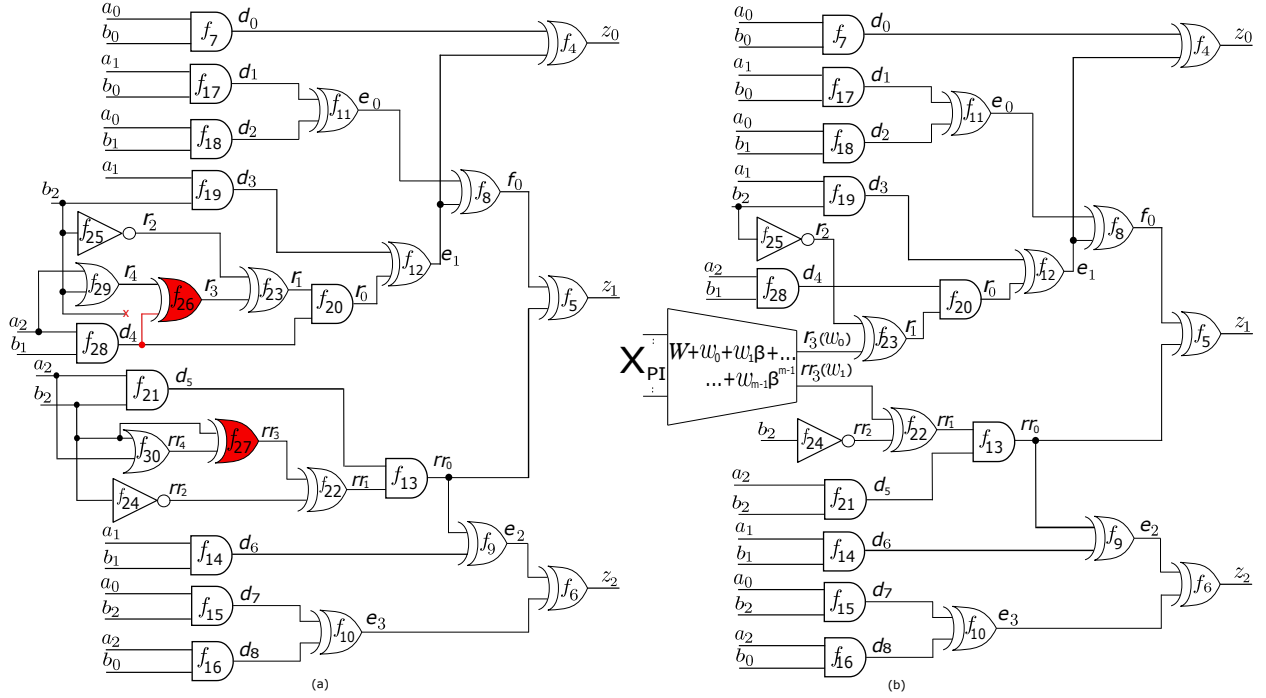 a₀
b₀
f₇
d₀
f₄
z₀
a₁
b₀
f₁₇
d₁
f₁₁
e₀
a₀
b₁
f₁₈
d₂
a₁
f₁₉
d₃
b₂
f₈
f₀
f₂₅
r₂
f₁₂
e₁
f₂₉
r₄
f₂₆
r₃
f₂₃
r₁
f₂₀
r₀
x
f₅
z₁
a₂
b₁
f₂₈
d₄
a₂
b₂
f₂₁
d₅
f₃₀
rr₄
f₂₇
rr₃
f₂₂
rr₁
f₁₃
rr₀
f₂₄
rr₂
a₁
b₁
f₁₄
d₆
f₉
e₂
a₀
b₂
f₁₅
d₇
f₁₀
e₃
f₆
z₂
a₂
b₀
f₁₆
d₈
(a)
a₀
b₀
f₇
d₀
f₄
z₀
a₁
b₀
f₁₇
d₁
f₁₁
e₀
a₀
b₁
f₁₈
d₂
a₁
b₂
f₁₉
d₃
f₈
f₀
f₂₅
r₂
f₁₂
e₁
a₂
b₁
f₂₈
d₄
f₂₀
r₀
f₂₃
r₁
f₅
z₁
X_PI
W+w₀+w₁β+...
...+w_{m-1}β^{m-1}
r₃(w₀)
rr₃(w₁)
b₂
f₂₄
rr₂
f₂₂
rr₁
f₁₃
rr₀
a₂
b₂
f₂₁
d₅
a₁
b₁
f₁₄
d₆
f₉
e₂
a₀
b₂
f₁₅
d₇
f₁₀
e₃
f₆
z₂
a₂
b₀
f₁₆
d₈
(b)